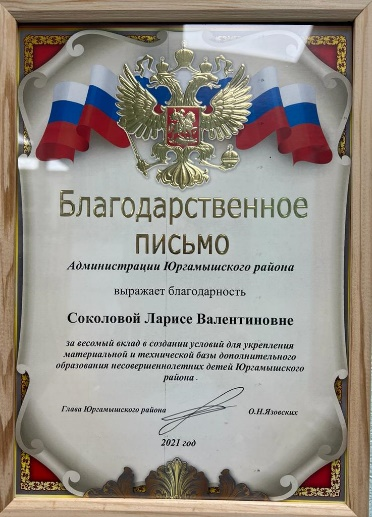 Благодарственное
письмо
Администрации Юргамышского района
выражает благодарность
Соколовой Ларисе Валентиновне
за весомый вклад в создании условий для укрепления
материальной и технической базы дополнительного
образования несовершеннолетних детей Юргамышского
района.
Глава Юргамышского района О.Н.Язовских
2021 год